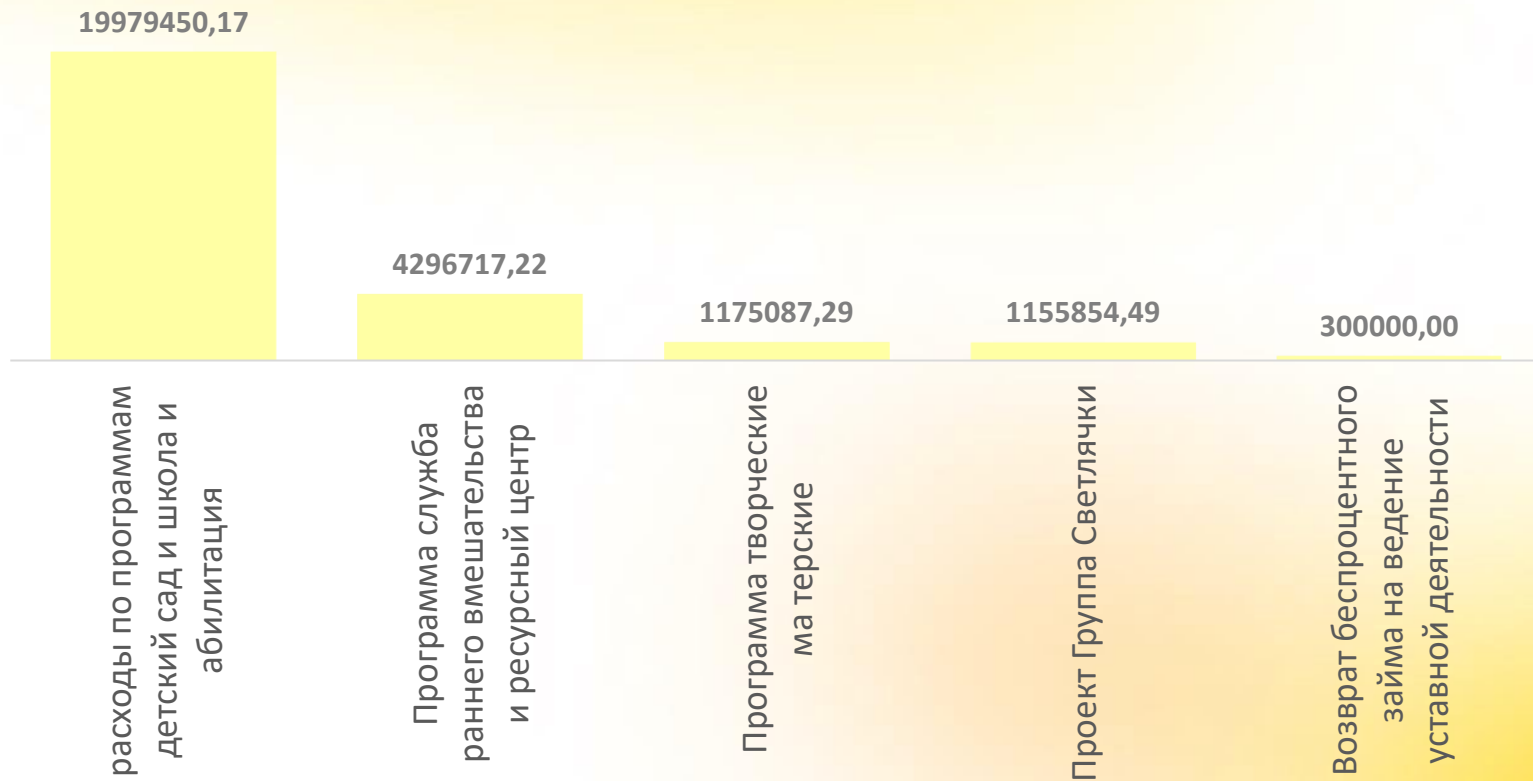 19979450,17
4296717,22
1175087,29
1155854,49
300000,00
расходы по программам
детский сад и школа и
абилитация
Программа служба
раннего вмешательства
и ресурсный центр
Программа творческие
ма терские
Проект Группа Светлячки
Возврат беспроцентного
займа на ведение
уставной деятельности